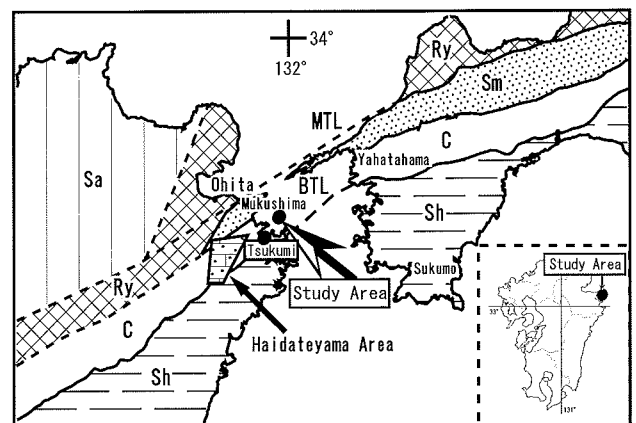 34°
132°
Ry
Sm
MTL
C
Yahatahama
Sa
Ohita
BTL
Mukushima
Sh
Tsukumi
Sukumo
Study Area
Study Area
Ry
Haidateyama Area
C
Sh
33°
131°